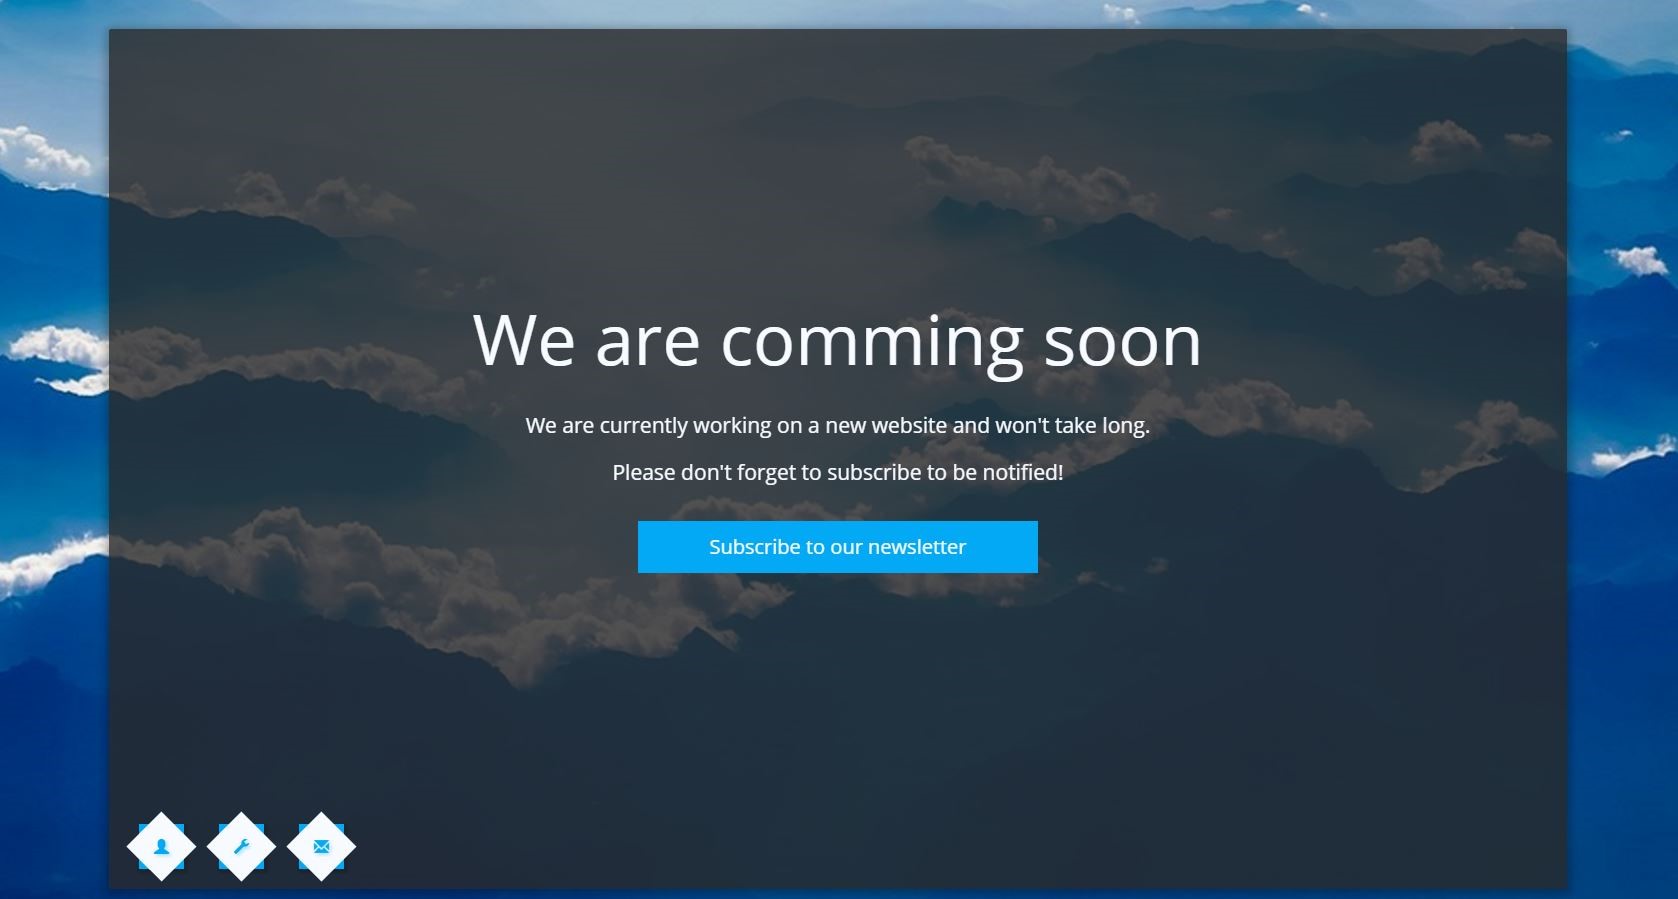 We are comming soon
We are currently working on a new website and won't take long.
Please don't forget to subscribe to be notified!
Subscribe to our newsletter